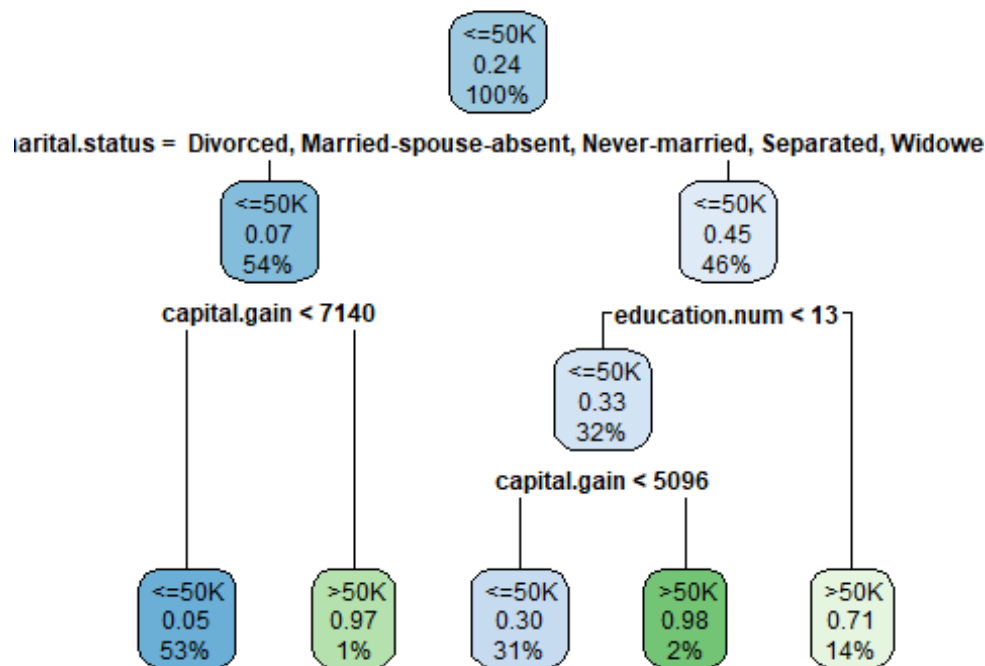 <=50K
0.24
100%
arital.status = Divorced, Married-spouse-absent, Never-married, Separated, Widowe
<=50K
0.07
54%
<=50K
0.45
46%
capital.gain < 7140
education.num < 13
<=50K
0.33
32%
capital.gain < 5096
<=50K
0.05
53%
>50K
0.97
1%
<=50K
0.30
31%
>50K
0.98
2%
>50K
0.71
14%